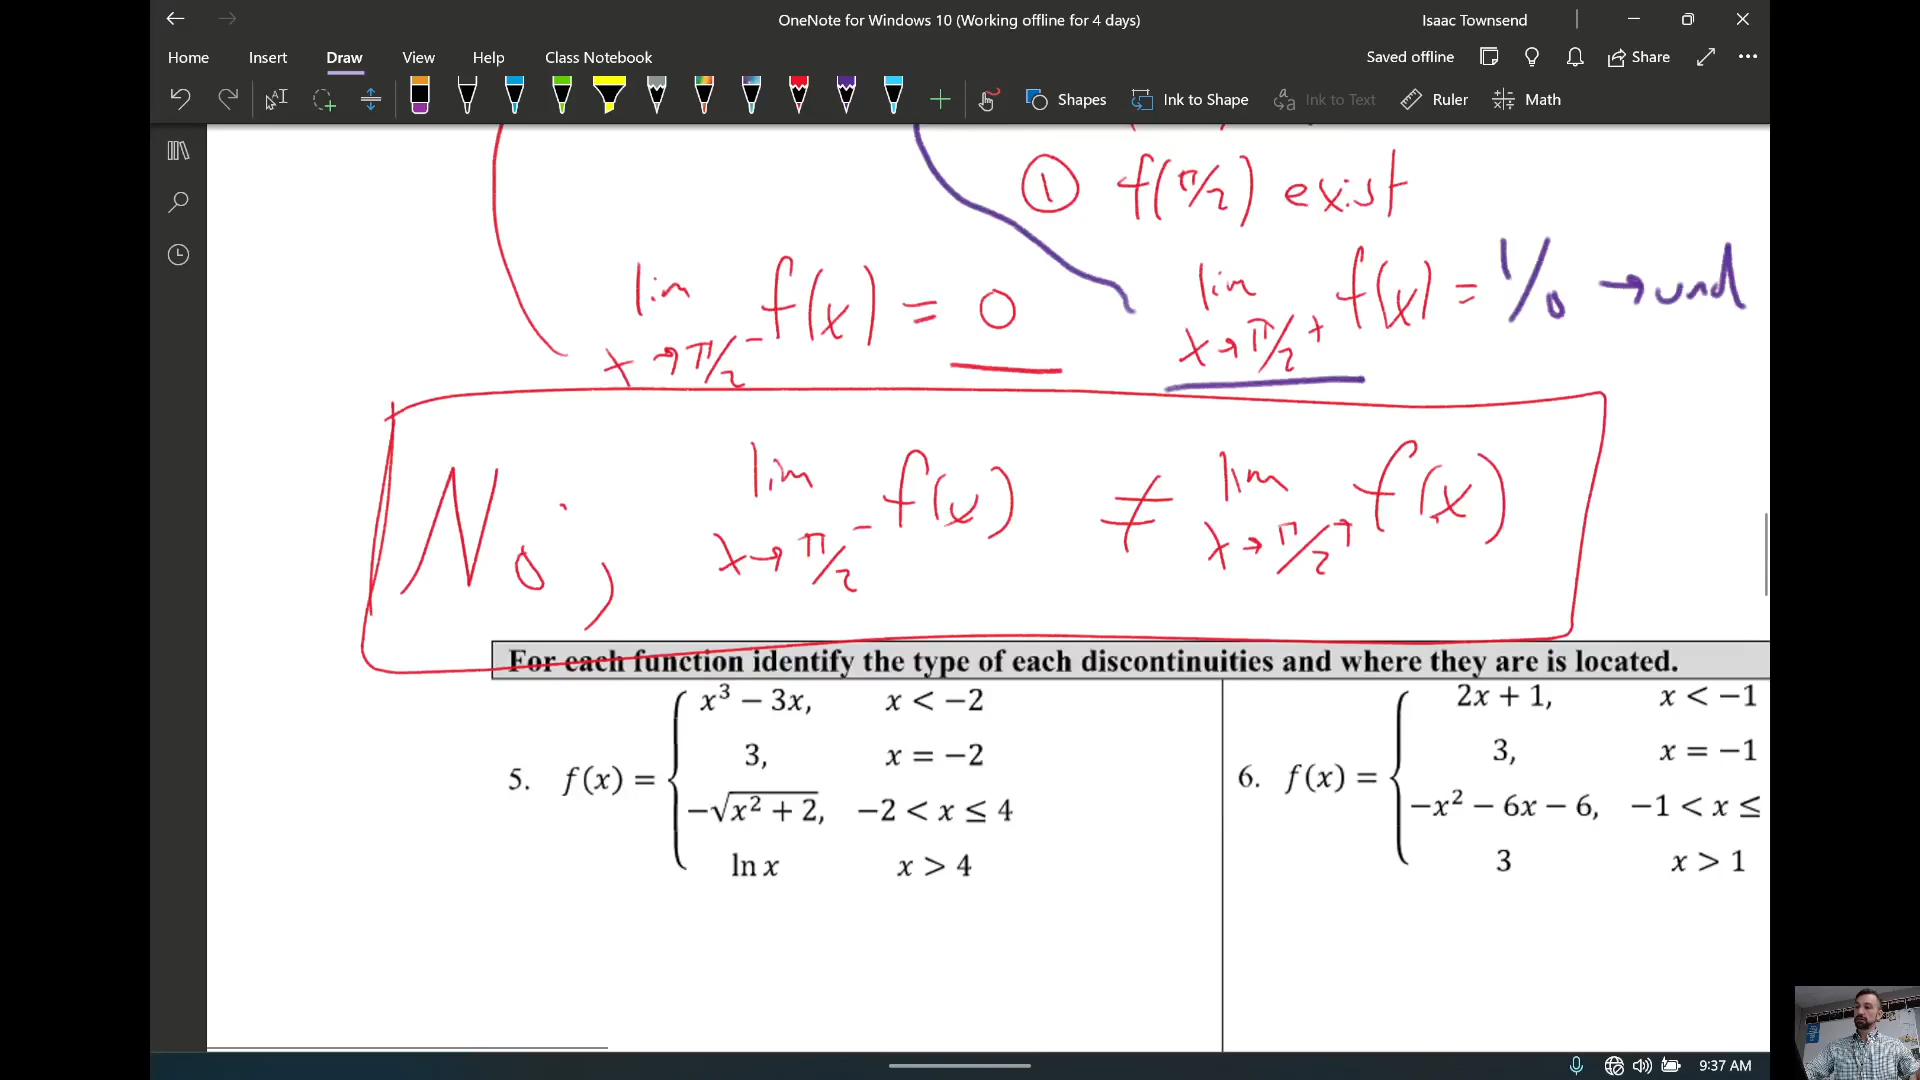 OneNote for Windows 10 (Working offline for 4 days)
Isaac Townsend
Home Insert Draw View Help Class Notebook
Saved offline Share
Shapes Ink to Shape Ink to Text Ruler Math
① f(π/2) exist
lim x→π/2⁻ f(x) = 0
lim x→π/2⁺ f(x) = 1/0 → und
No; lim x→π/2⁻ f(x) ≠ lim x→π/2⁺ f(x)
For each function identify the type of each discontinuities and where they are is located.
5. f(x) =
x³ − 3x, x < −2
3, x = −2
−√x² + 2, −2 < x ≤ 4
ln x x > 4
6. f(x) =
2x + 1, x < −1
3, x = −1
−x² − 6x − 6, −1 < x ≤
3 x > 1
9:37 AM